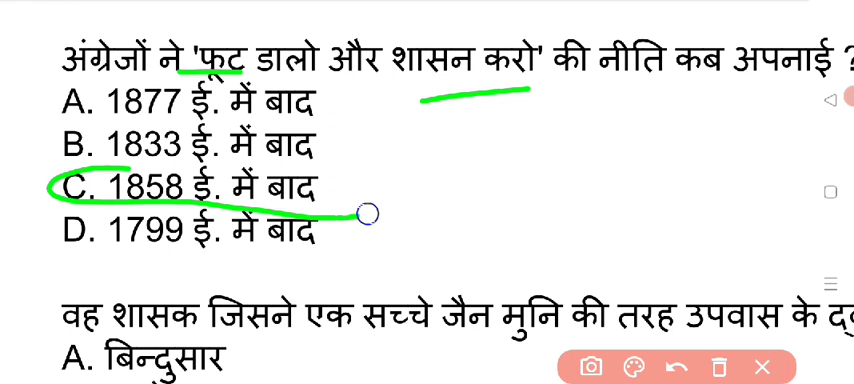 अंग्रेजों ने 'फूट डालो और शासन करो' की नीति कब अपनाई ?
A. 1877 ई. में बाद
B. 1833 ई. में बाद
C. 1858 ई. में बाद
D. 1799 ई. में बाद
वह शासक जिसने एक सच्चे जैन मुनि की तरह उपवास के
A. बिन्दुसार